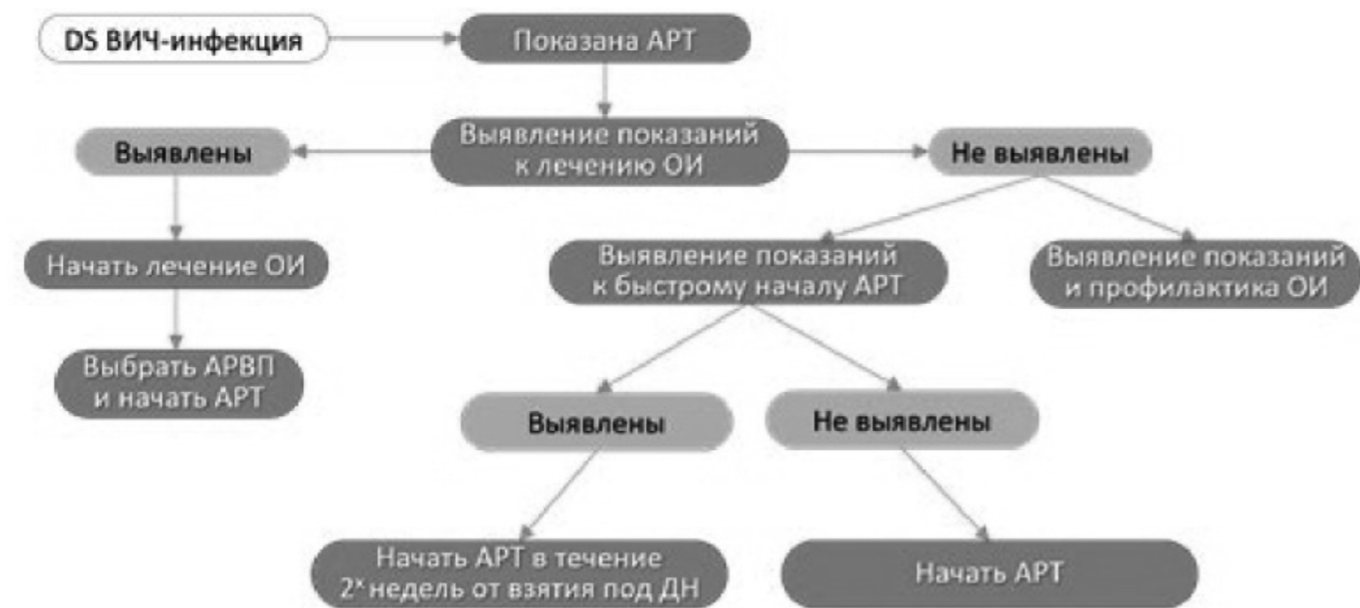 DS ВИЧ-инфекция
Показана АРТ
Выявление показаний
к лечению ОИ
Выявлены
Не выявлены
Начать лечение ОИ
Выявление показаний
к быстрому началу АРТ
Выявление показаний
и профилактика ОИ
Выбрать АРВП
и начать АРТ
Выявлены
Не выявлены
Начать АРТ в течение
2ˣ недель от взятия под ДН
Начать АРТ